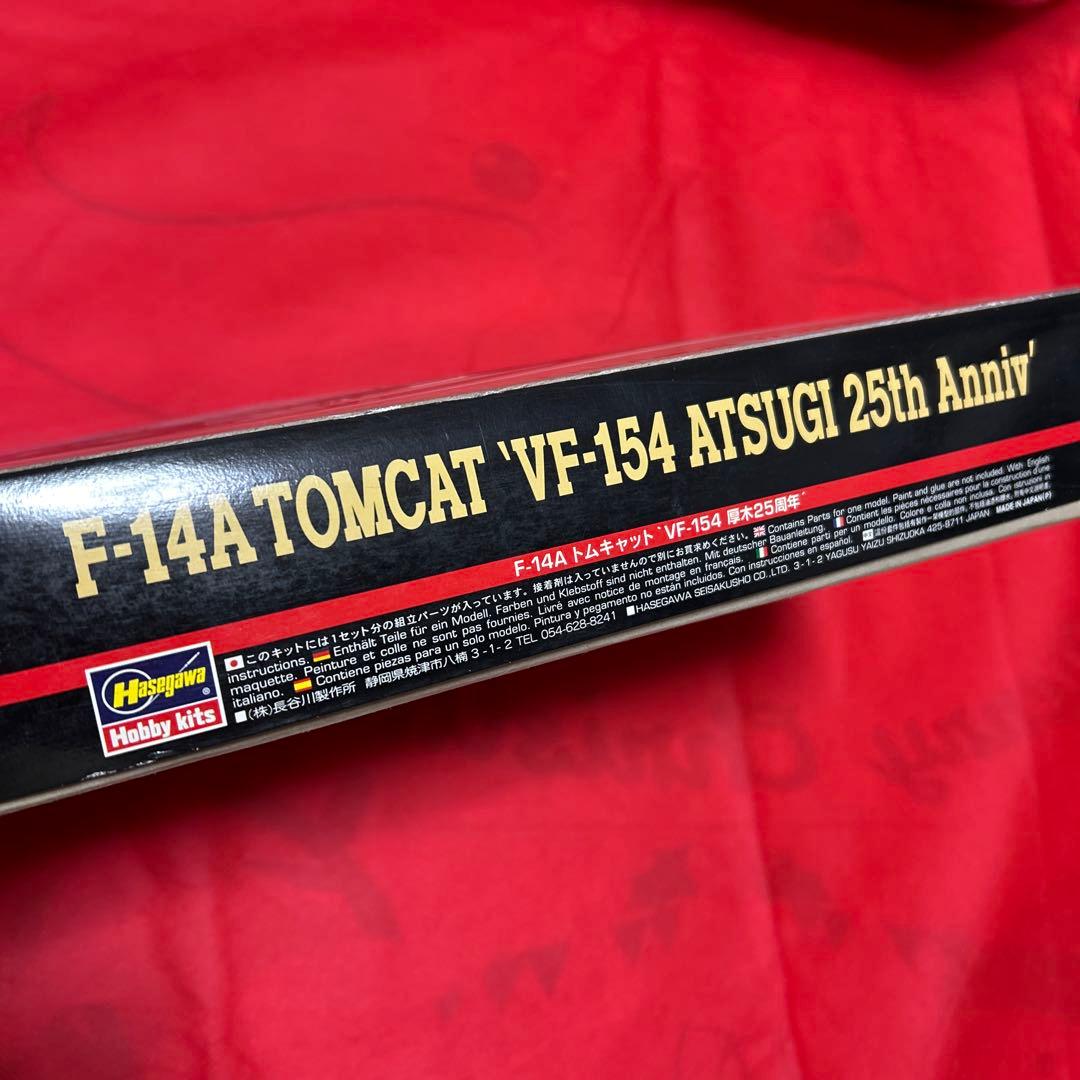 F-14A TOMCAT 'VF-154 ATSUGI 25th Anniv'
F-14A トムキャット 'VF-154 厚木25周年'
Hasegawa®
Hobby kits
このキットには1セット分の組立パーツが入っています。接着剤は入っていませんので別にお買求めください。 Contains Parts for one model. Paint and glue are not included. With English
instructions. Enthält Teile für ein Modell. Farben und Klebstoff sind nicht enthalten. Mit deutscher Bauanleitung. Contient les pièces nécessaires pour la construction d'une
maquette. Peinture et colle ne sont pas fournies. Livré avec notice de montage en français. Contiene parti per un modello. Colore e colla non inclusa. Con istruzioni in
italiano. Contiene piezas para un solo modelo. Pintura y pegamento no están incluidos. Con instrucciones en español.
■(株)長谷川製作所 静岡県焼津市八楠 3-1-2 TEL 054-628-8241 ■HASEGAWA SEISAKUSHO CO.,LTD. 3-1-2 YAGUSU YAIZU SHIZUOKA 425-8711 JAPAN MADE IN JAPAN(P)